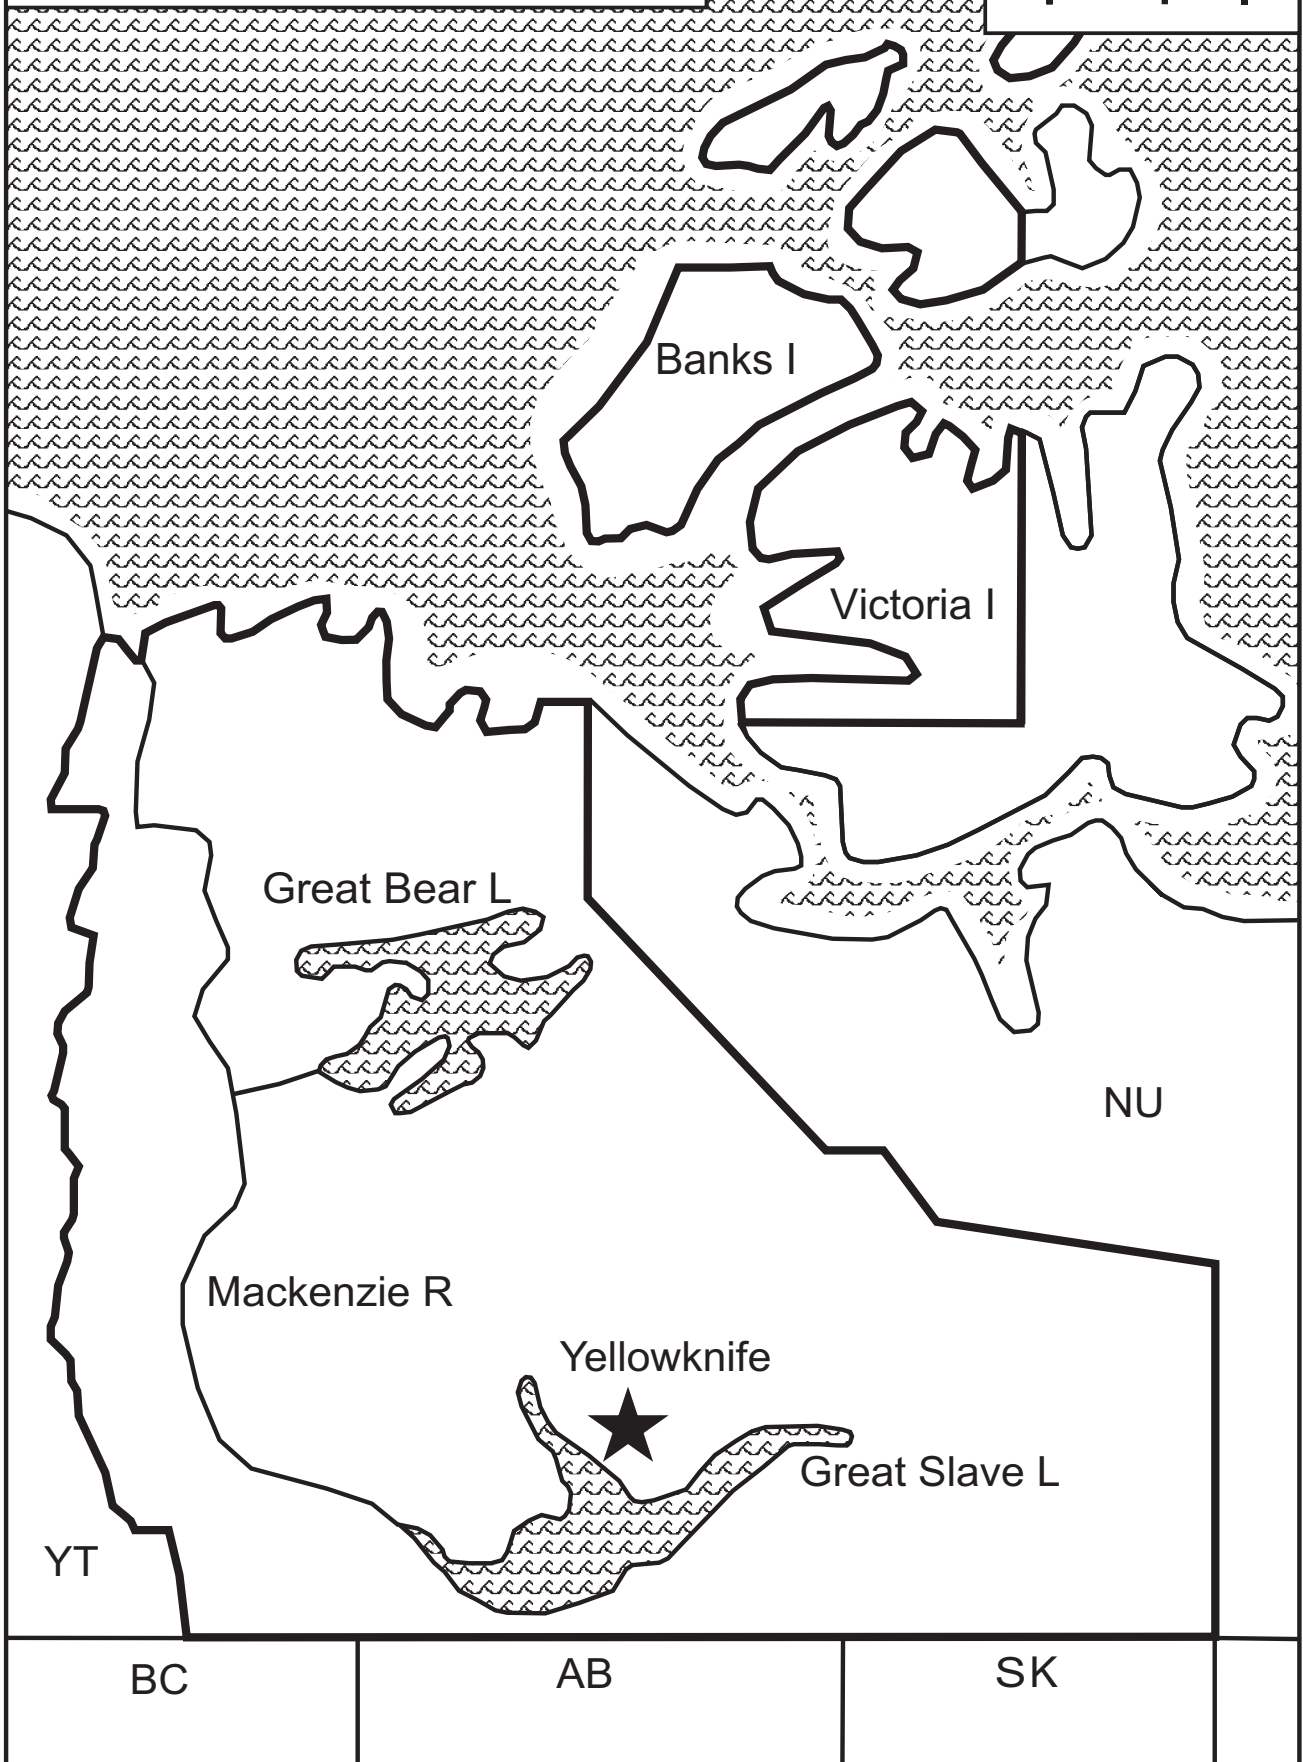 Banks I
Victoria I
Great Bear L
NU
Mackenzie R
Yellowknife
Great Slave L
YT
BC
AB
SK